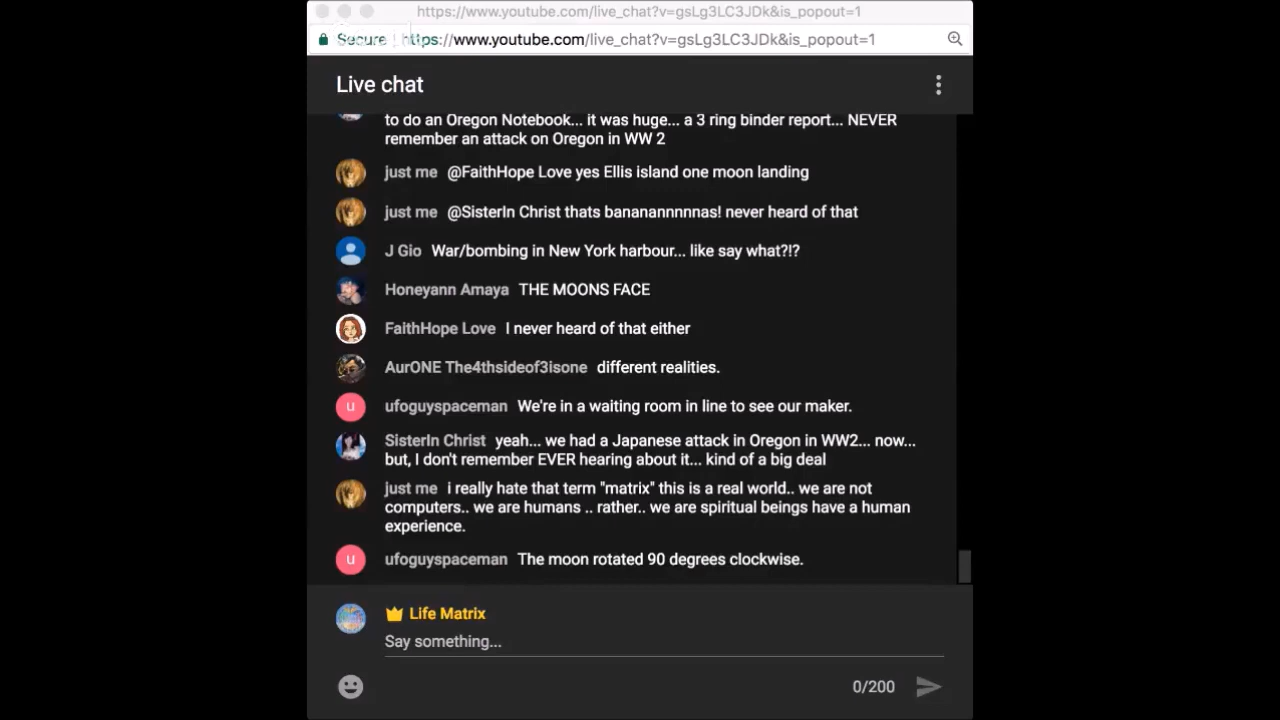 https://www.youtube.com/live_chat?v=gsLg3LC3JDk&is_popout=1
Secure https://www.youtube.com/live_chat?v=gsLg3LC3JDk&is_popout=1
Live chat
to do an Oregon Notebook... it was huge... a 3 ring binder report... NEVER
remember an attack on Oregon in WW 2
just me @FaithHope Love yes Ellis island one moon landing
just me @SisterIn Christ thats bananannnnnas! never heard of that
J Gio War/bombing in New York harbour... like say what?!?
Honeyann Amaya THE MOONS FACE
FaithHope Love I never heard of that either
AurONE The4thsideof3isone different realities.
u ufoguyspaceman We're in a waiting room in line to see our maker.
SisterIn Christ yeah... we had a Japanese attack in Oregon in WW2... now...
but, I don't remember EVER hearing about it... kind of a big deal
just me i really hate that term "matrix" this is a real world.. we are not
computers.. we are humans .. rather.. we are spiritual beings have a human
experience.
u ufoguyspaceman The moon rotated 90 degrees clockwise.
Life Matrix
Say something...
0/200